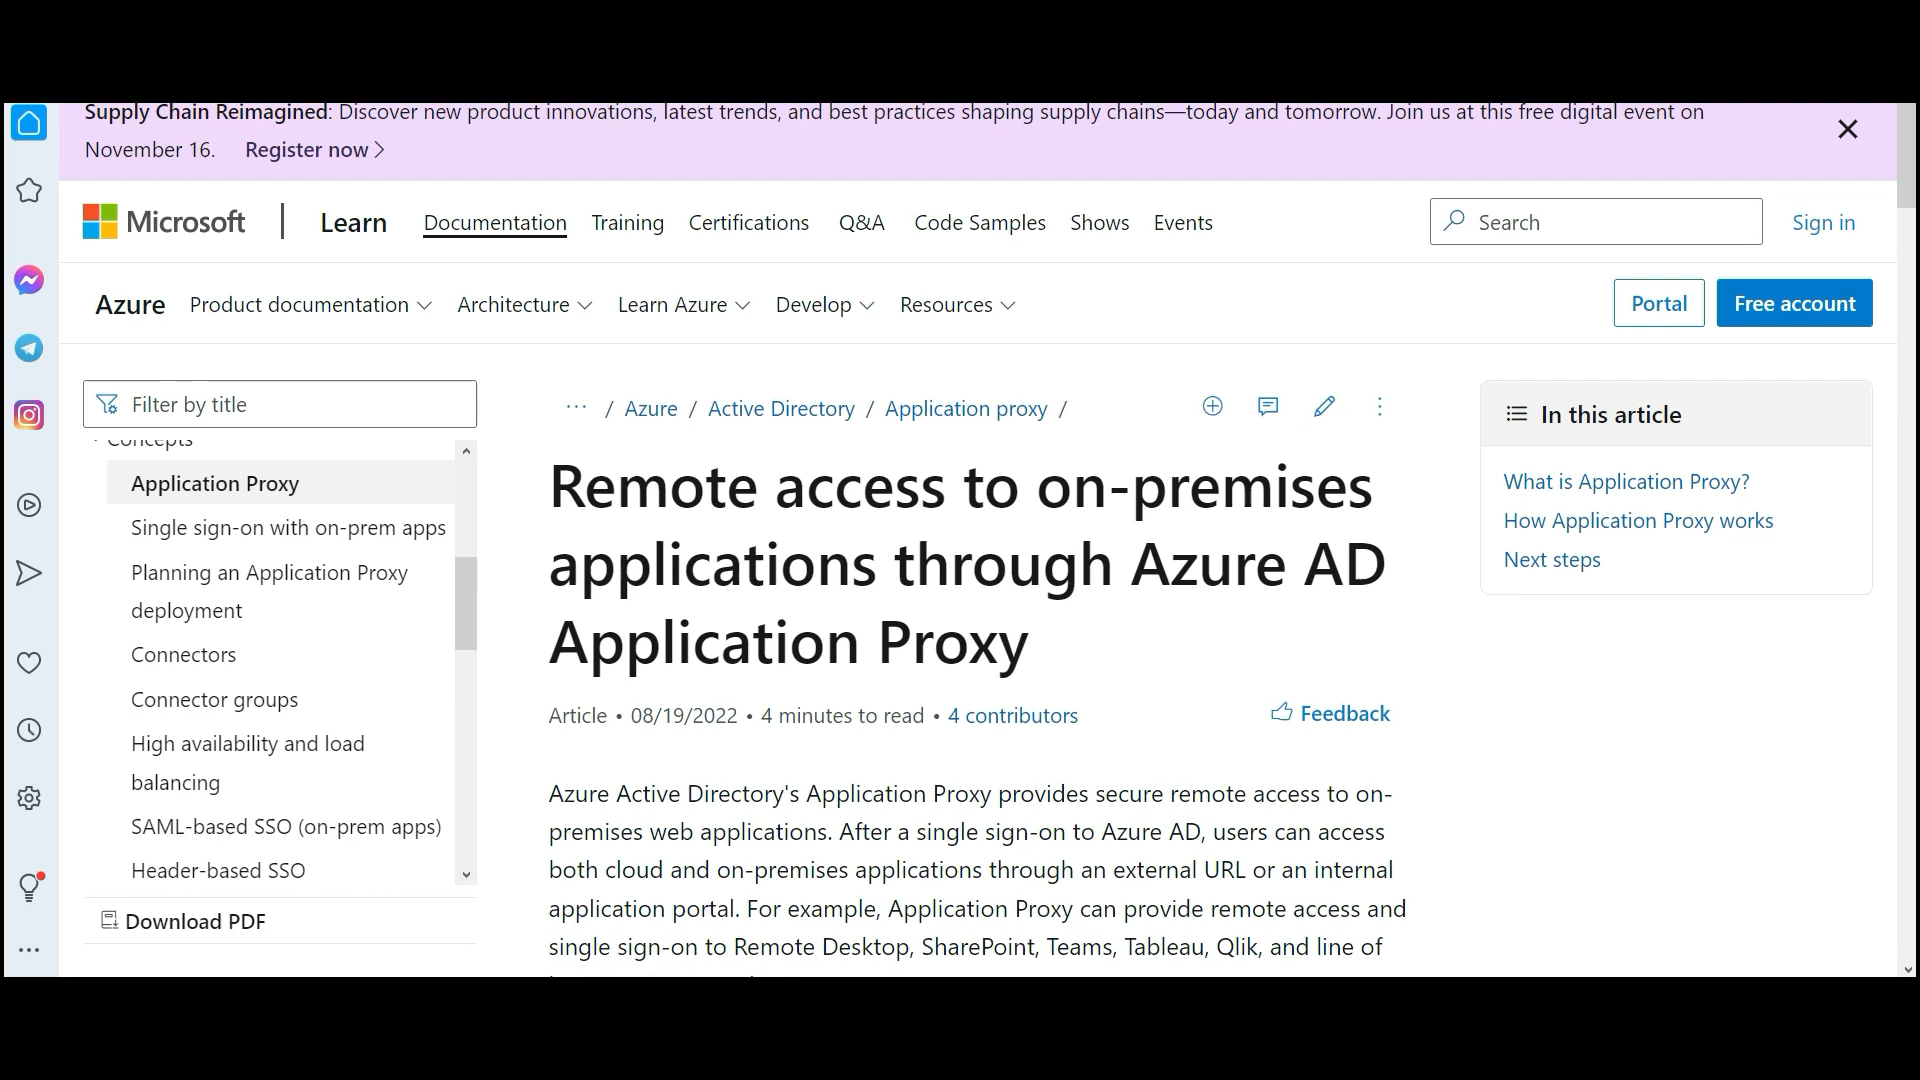 Supply Chain Reimagined: Discover new product innovations, latest trends, and best practices shaping supply chains—today and tomorrow. Join us at this free digital event on
November 16. Register now
Microsoft
Learn Documentation Training Certifications Q&A Code Samples Shows Events
Search
Sign in
Azure Product documentation Architecture Learn Azure Develop Resources
Portal
Free account
Filter by title
Concepts
Application Proxy
Single sign-on with on-prem apps
Planning an Application Proxy
deployment
Connectors
Connector groups
High availability and load
balancing
SAML-based SSO (on-prem apps)
Header-based SSO
Download PDF
··· / Azure / Active Directory / Application proxy /
Remote access to on-premises
applications through Azure AD
Application Proxy
Article • 08/19/2022 • 4 minutes to read • 4 contributors
Feedback
Azure Active Directory's Application Proxy provides secure remote access to on-
premises web applications. After a single sign-on to Azure AD, users can access
both cloud and on-premises applications through an external URL or an internal
application portal. For example, Application Proxy can provide remote access and
single sign-on to Remote Desktop, SharePoint, Teams, Tableau, Qlik, and line of
In this article
What is Application Proxy?
How Application Proxy works
Next steps